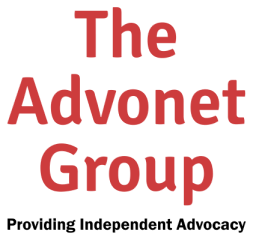 The
Advonet
Group
Providing Independent Advocacy